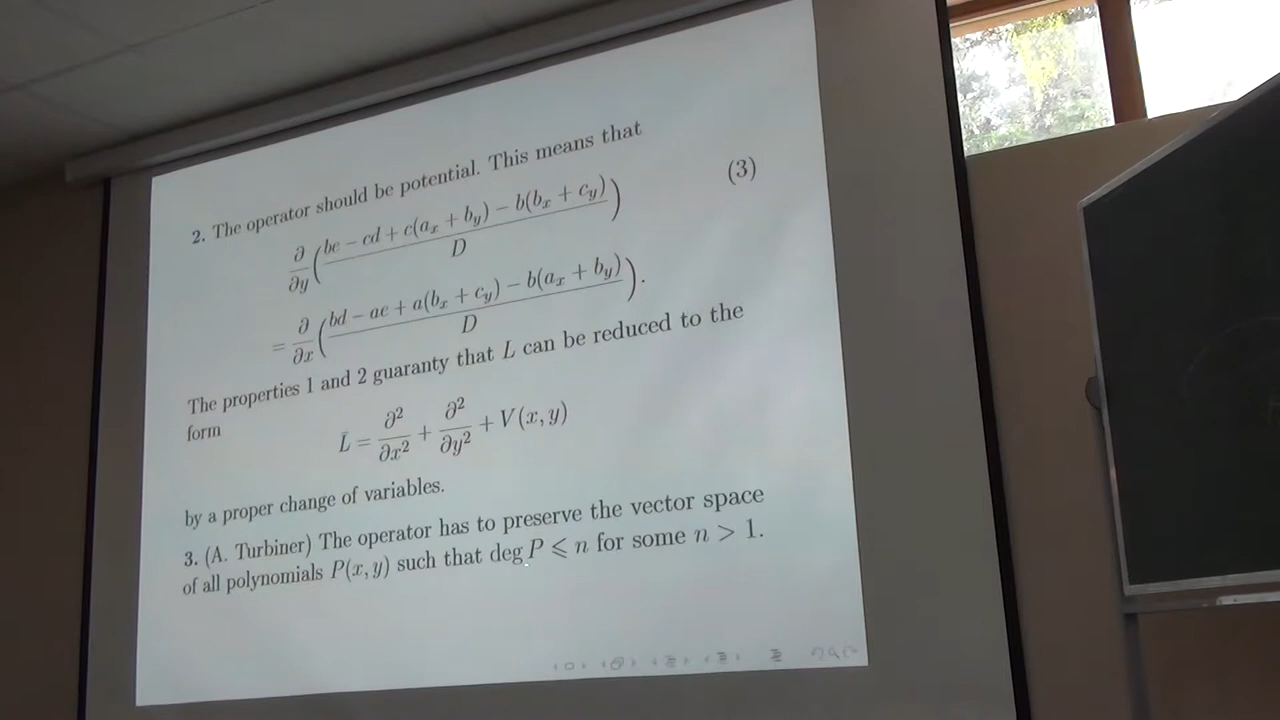 2. The operator should be potential. This means that
∂/∂y ( (be − cd + c(a_x + b_y) − b(b_x + c_y)) / D ) (3)
= ∂/∂x ( (bd − ae + a(b_x + c_y) − b(a_x + b_y)) / D ).
The properties 1 and 2 guaranty that L can be reduced to the
form
L̄ = ∂²/∂x² + ∂²/∂y² + V(x, y)
by a proper change of variables.
3. (A. Turbiner) The operator has to preserve the vector space
of all polynomials P(x, y) such that deg P ⩽ n for some n > 1.